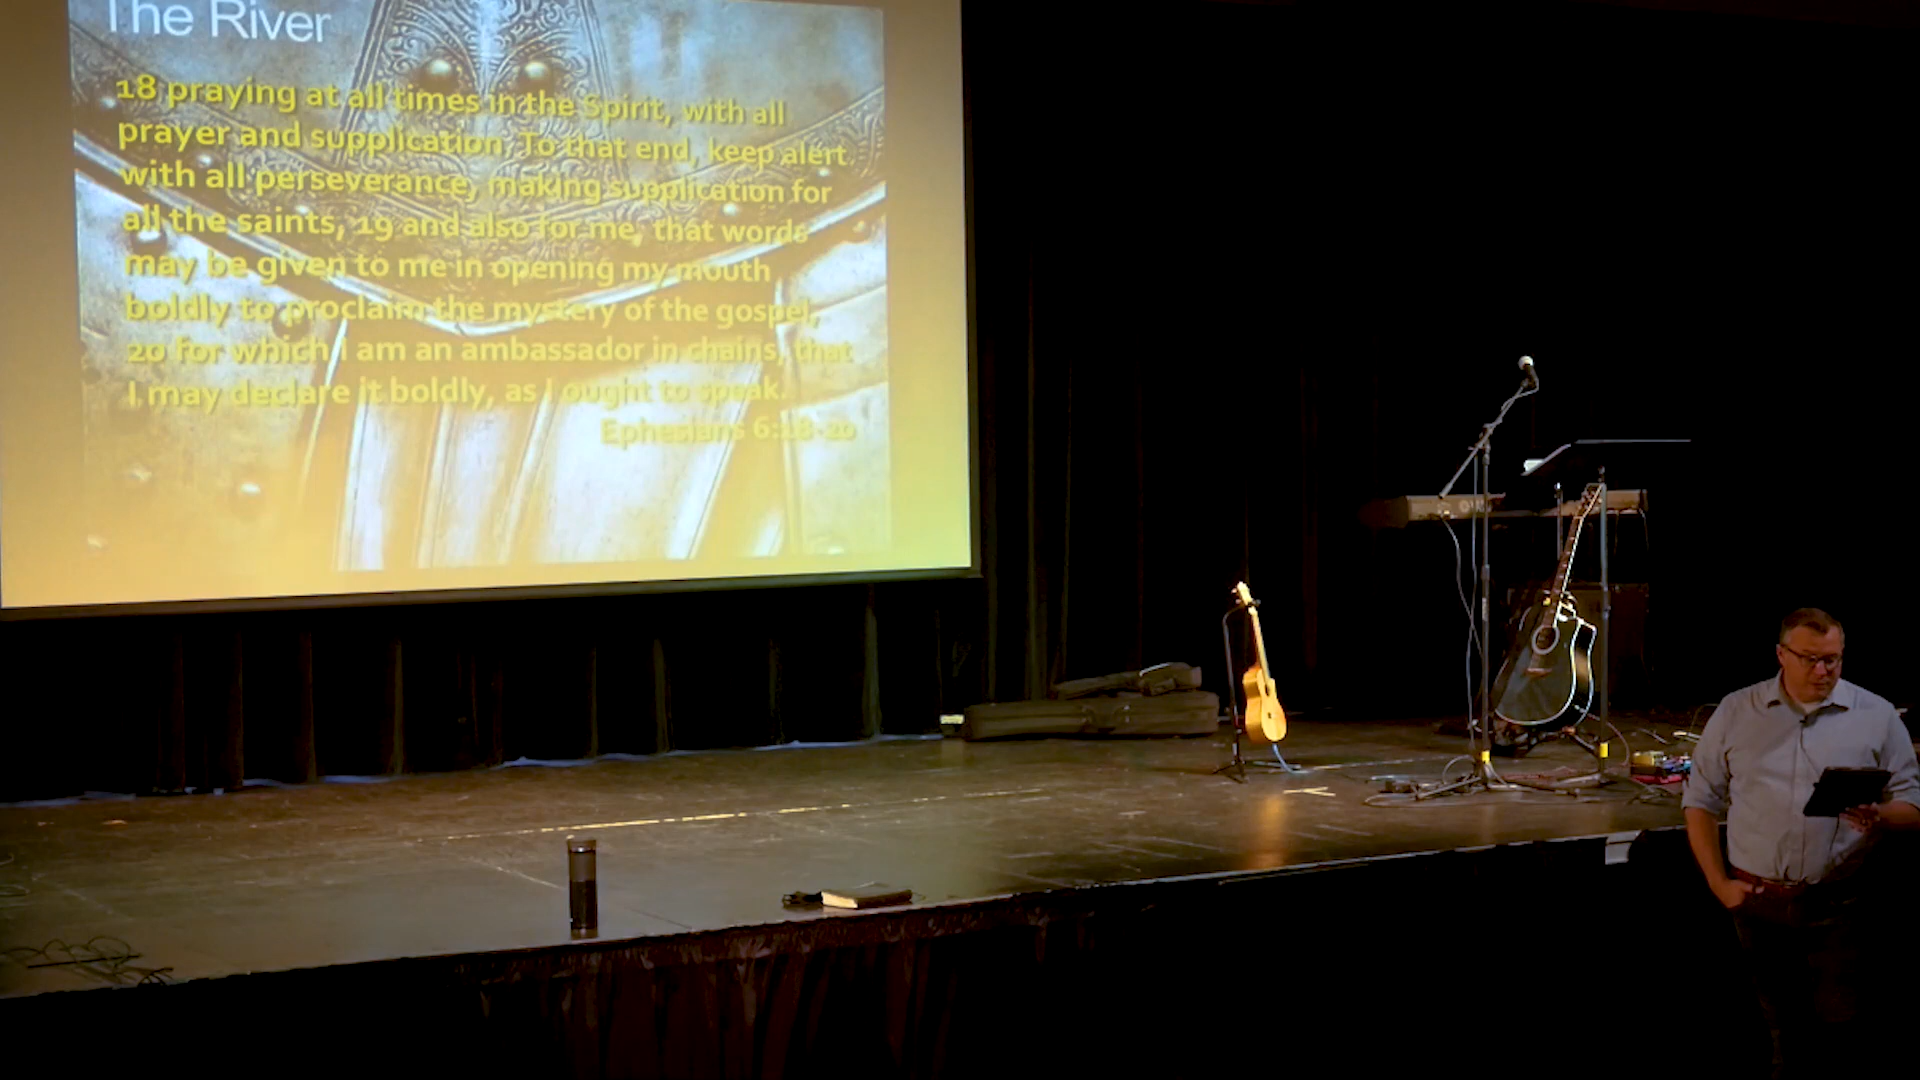 The River
18 praying at all times in the Spirit, with all
prayer and supplication. To that end, keep alert
with all perseverance, making supplication for
all the saints, 19 and also for me, that words
may be given to me in opening my mouth
boldly to proclaim the mystery of the gospel,
20 for which I am an ambassador in chains, that
I may declare it boldly, as I ought to speak.
Ephesians 6:18-20